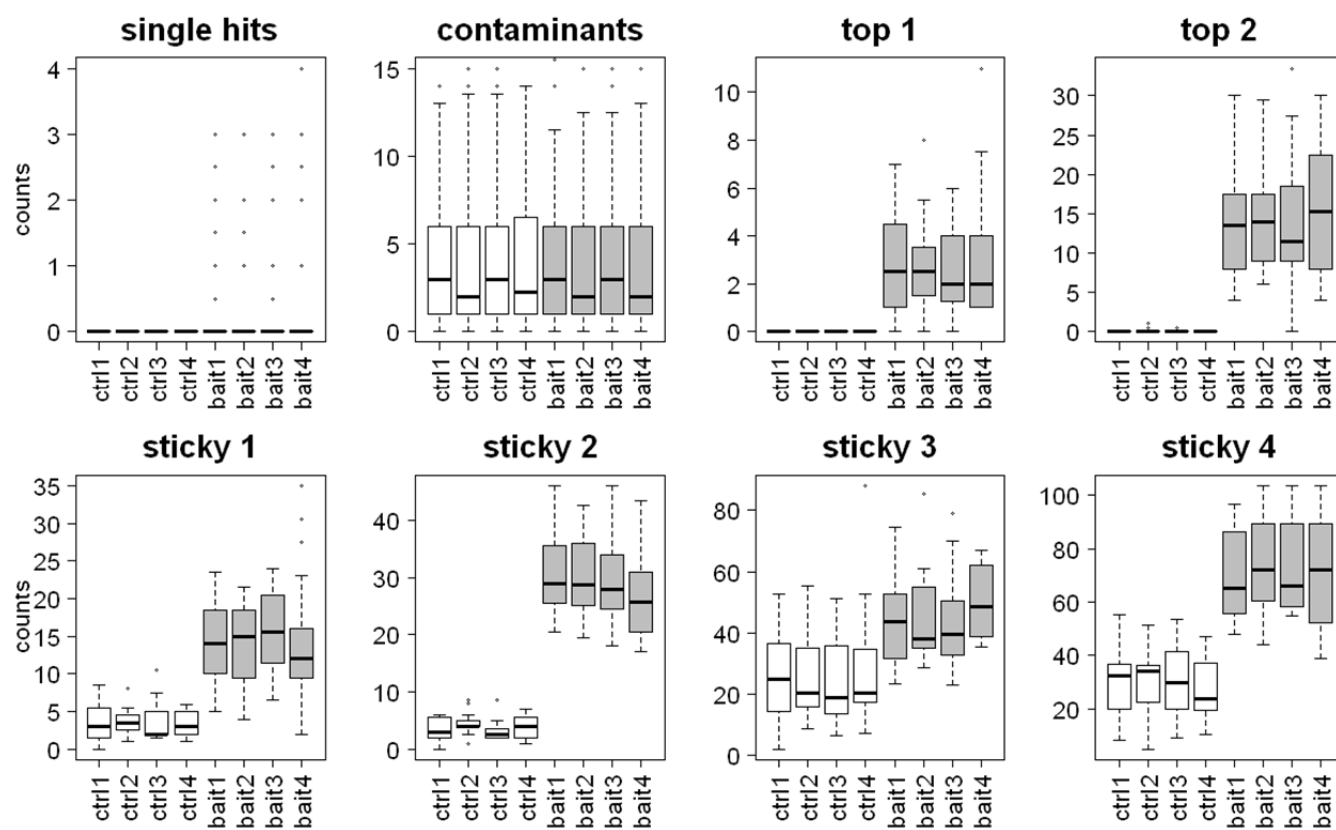 single hits
contaminants
top 1
top 2
counts
4
3
2
1
0
15
10
5
0
10
8
6
4
2
0
30
25
20
15
10
5
0
ctrl1 ctrl2 ctrl3 ctrl4 bait1 bait2 bait3 bait4
ctrl1 ctrl2 ctrl3 ctrl4 bait1 bait2 bait3 bait4
ctrl1 ctrl2 ctrl3 ctrl4 bait1 bait2 bait3 bait4
ctrl1 ctrl2 ctrl3 ctrl4 bait1 bait2 bait3 bait4
sticky 1
sticky 2
sticky 3
sticky 4
counts
35
30
25
20
15
10
5
0
40
30
20
10
0
80
60
40
20
0
100
80
60
40
20
ctrl1 ctrl2 ctrl3 ctrl4 bait1 bait2 bait3 bait4
ctrl1 ctrl2 ctrl3 ctrl4 bait1 bait2 bait3 bait4
ctrl1 ctrl2 ctrl3 ctrl4 bait1 bait2 bait3 bait4
ctrl1 ctrl2 ctrl3 ctrl4 bait1 bait2 bait3 bait4